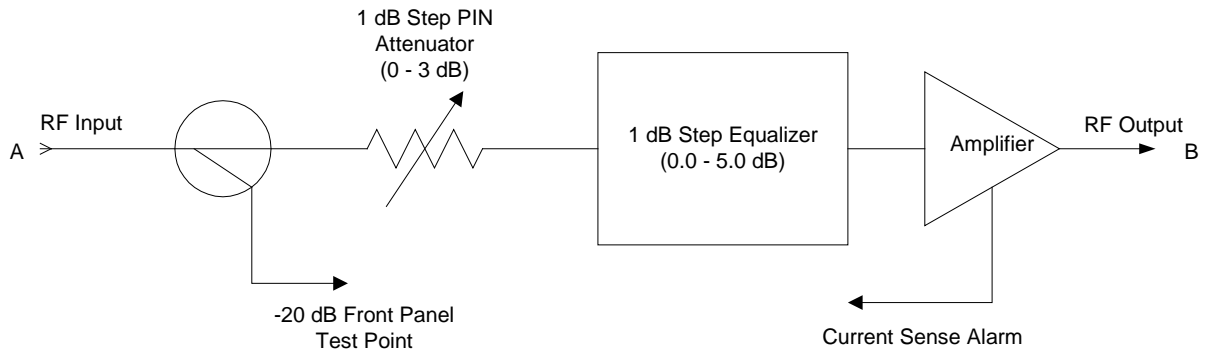 1 dB Step PIN
Attenuator
(0 - 3 dB)
RF Input
A
1 dB Step Equalizer
(0.0 - 5.0 dB)
Amplifier
RF Output
B
-20 dB Front Panel
Test Point
Current Sense Alarm